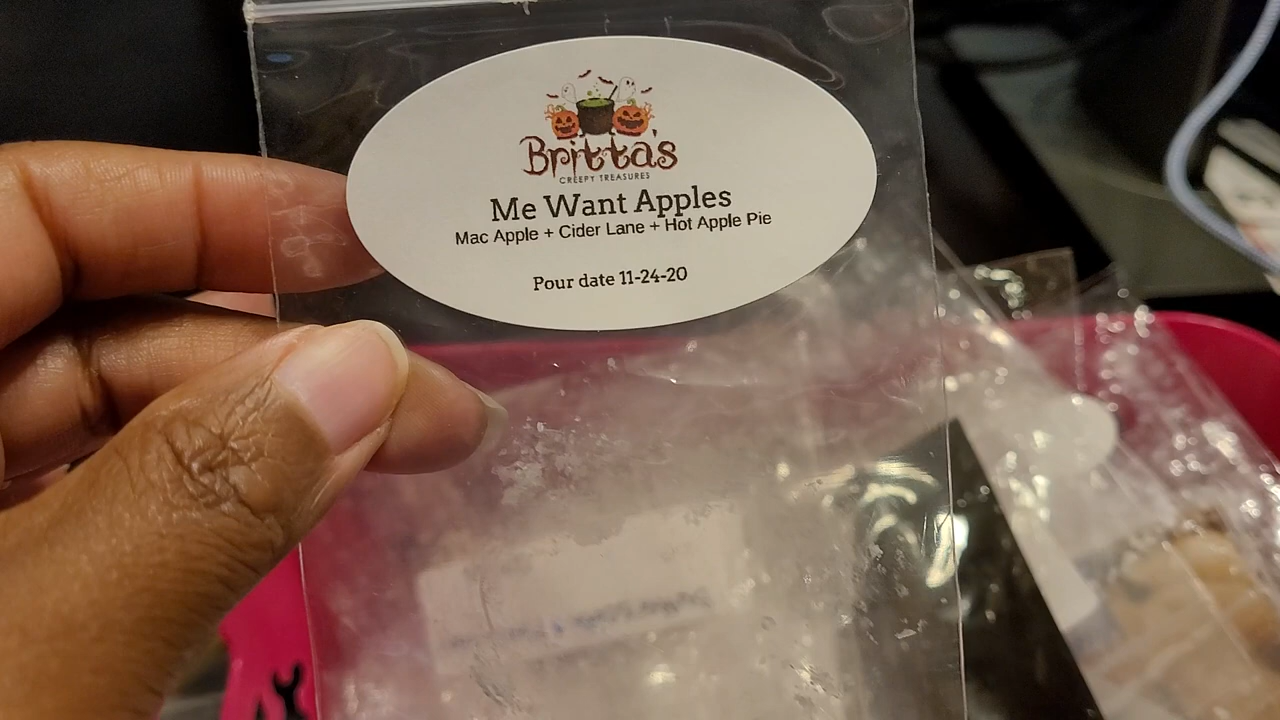 Britta's
CREEPY TREASURES
Me Want Apples
Mac Apple + Cider Lane + Hot Apple Pie
Pour date 11-24-20